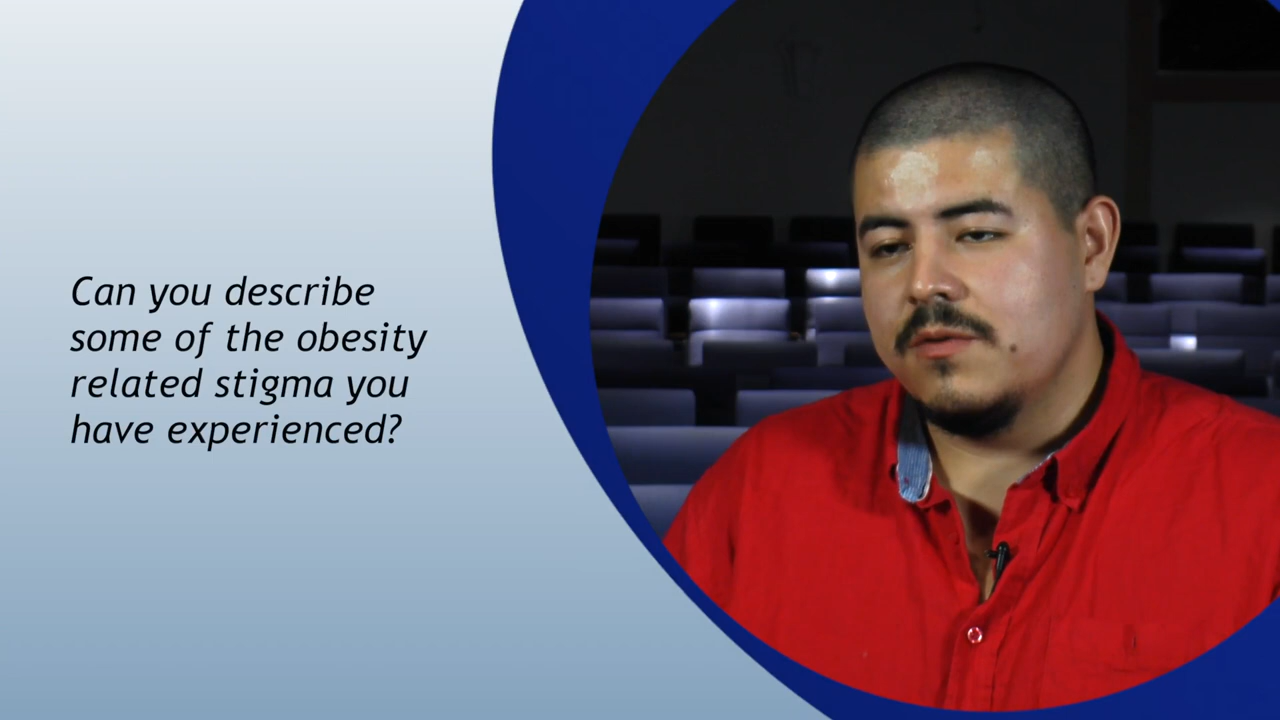 Can you describe
some of the obesity
related stigma you
have experienced?